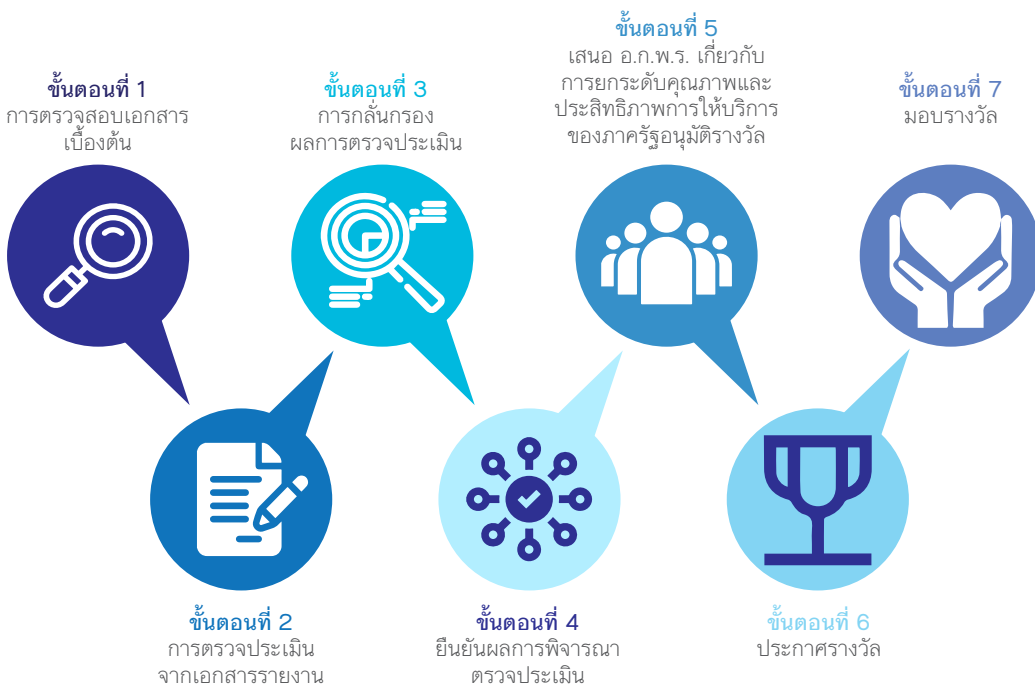 ขั้นตอนที่ 1
การตรวจสอบเอกสาร
เบื้องต้น
ขั้นตอนที่ 2
การตรวจประเมิน
จากเอกสารรายงาน
ขั้นตอนที่ 3
การกลั่นกรอง
ผลการตรวจประเมิน
ขั้นตอนที่ 4
ยืนยันผลการพิจารณา
ตรวจประเมิน
ขั้นตอนที่ 5
เสนอ อ.ก.พ.ร. เกี่ยวกับ
การยกระดับคุณภาพและ
ประสิทธิภาพการให้บริการ
ของภาครัฐอนุมัติรางวัล
ขั้นตอนที่ 6
ประกาศรางวัล
ขั้นตอนที่ 7
มอบรางวัล